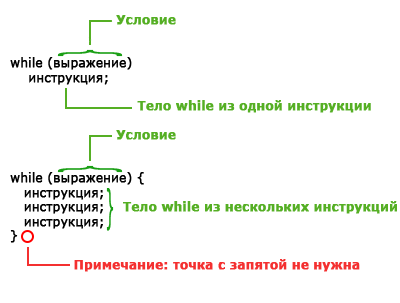 Условие
while (выражение)
инструкция;
Тело while из одной инструкции
Условие
while (выражение) {
инструкция;
инструкция; Тело while из нескольких инструкций
инструкция;
}
Примечание: точка с запятой не нужна